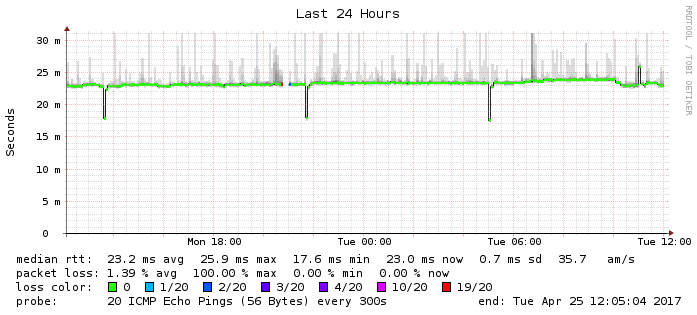 Last 24 Hours
RRDTOOL / TOBI OETIKER
Seconds
30 m
25 m
20 m
15 m
10 m
5 m
0
Mon 18:00 Tue 00:00 Tue 06:00 Tue 12:00
median rtt: 23.2 ms avg 25.9 ms max 17.6 ms min 23.0 ms now 0.7 ms sd 35.7 am/s
packet loss: 1.39 % avg 100.00 % max 0.00 % min 0.00 % now
loss color: 0 1/20 2/20 3/20 4/20 10/20 19/20
probe: 20 ICMP Echo Pings (56 Bytes) every 300s end: Tue Apr 25 12:05:04 2017